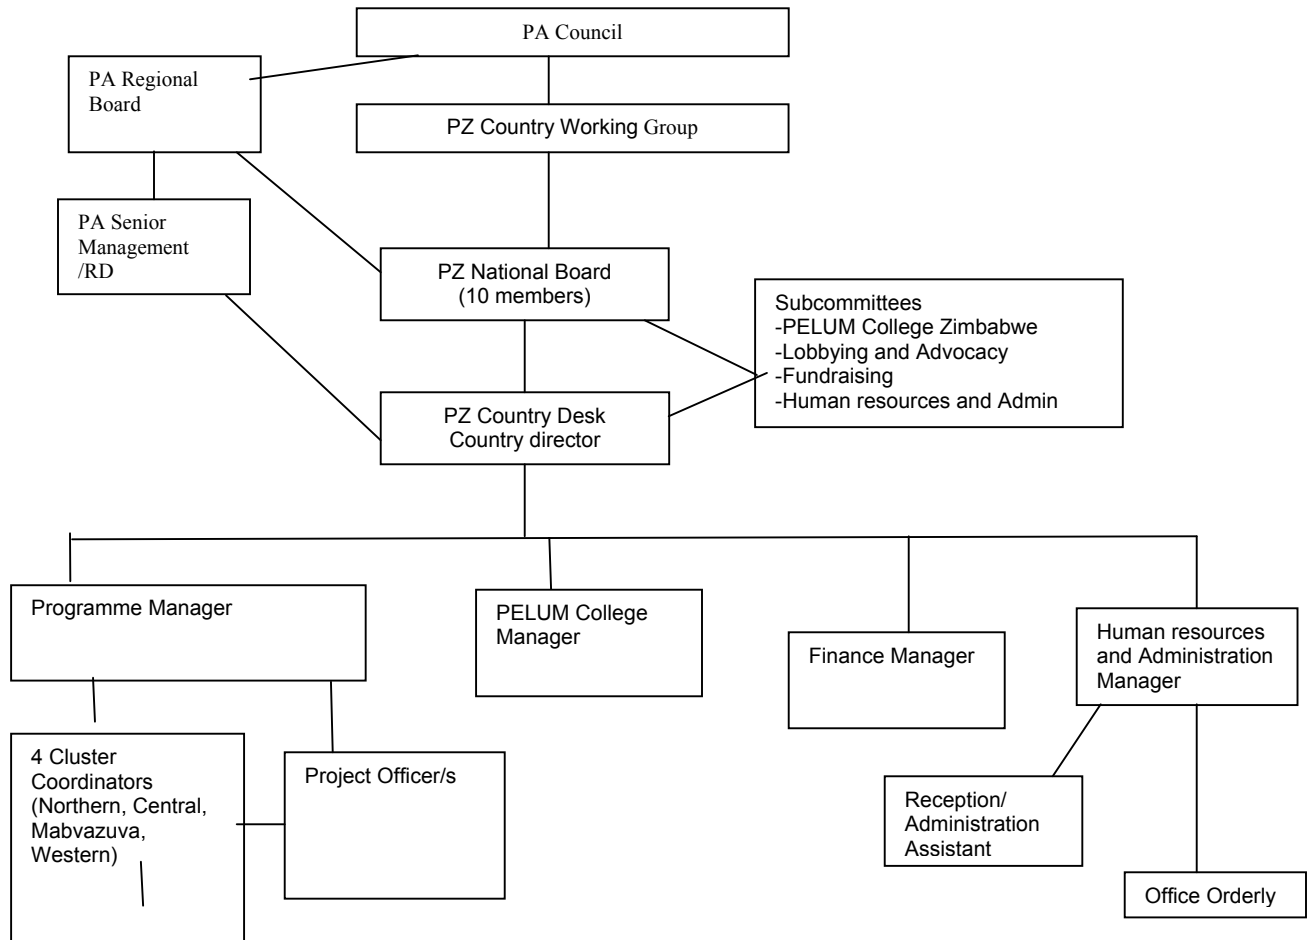 PA Council
PA Regional
Board
PZ Country Working Group
PA Senior
Management
/RD
PZ National Board
(10 members)
Subcommittees
-PELUM College Zimbabwe
-Lobbying and Advocacy
-Fundraising
-Human resources and Admin
PZ Country Desk
Country director
Programme Manager
PELUM College
Manager
Finance Manager
Human resources
and Administration
Manager
4 Cluster
Coordinators
(Northern, Central,
Mabvazuva,
Western)
Project Officer/s
Reception/
Administration
Assistant
Office Orderly